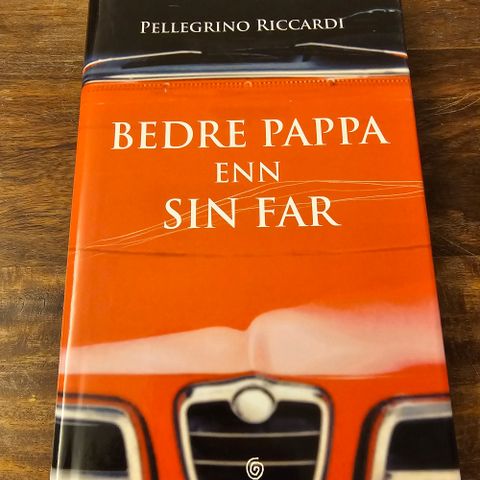 PELLEGRINO RICCARDI
BEDRE PAPPA
ENN
SIN FAR